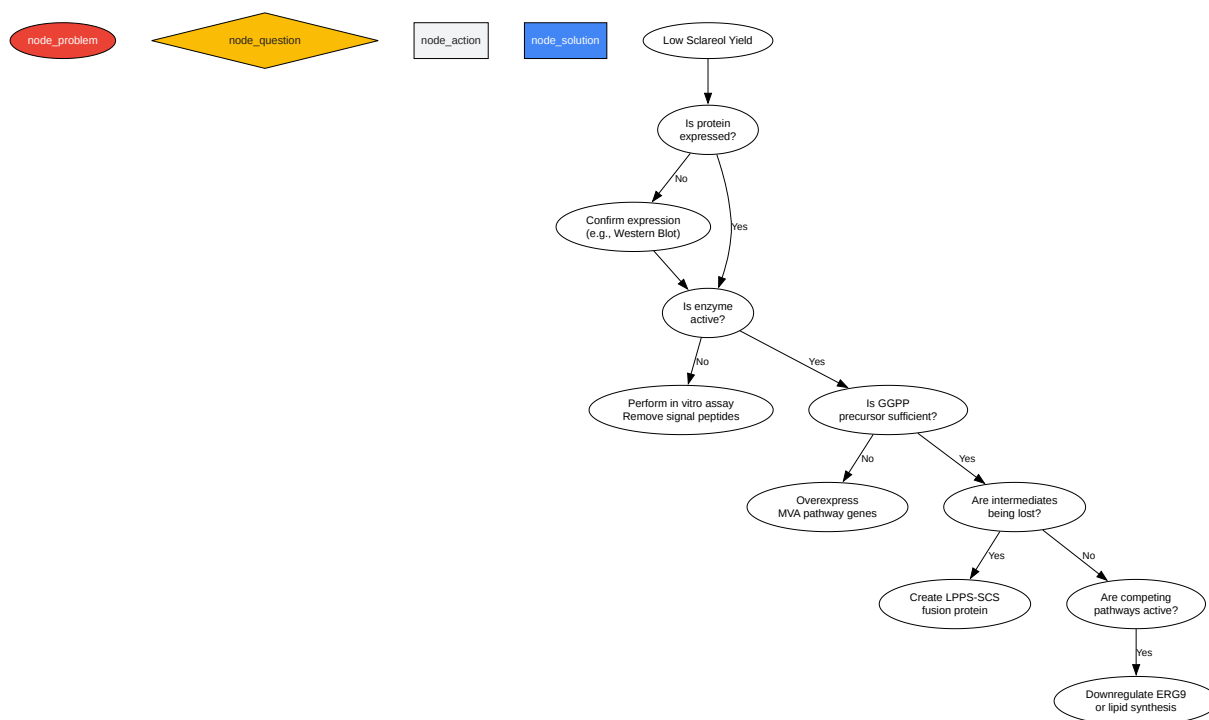 node_problem
node_question
node_action
node_solution
Low Sclareol Yield
Is protein
expressed?
No
Yes
Confirm expression
(e.g., Western Blot)
Is enzyme
active?
No
Yes
Perform in vitro assay
Remove signal peptides
Is GGPP
precursor sufficient?
No
Yes
Overexpress
MVA pathway genes
Are intermediates
being lost?
Yes
No
Create LPPS-SCS
fusion protein
Are competing
pathways active?
Yes
Downregulate ERG9
or lipid synthesis